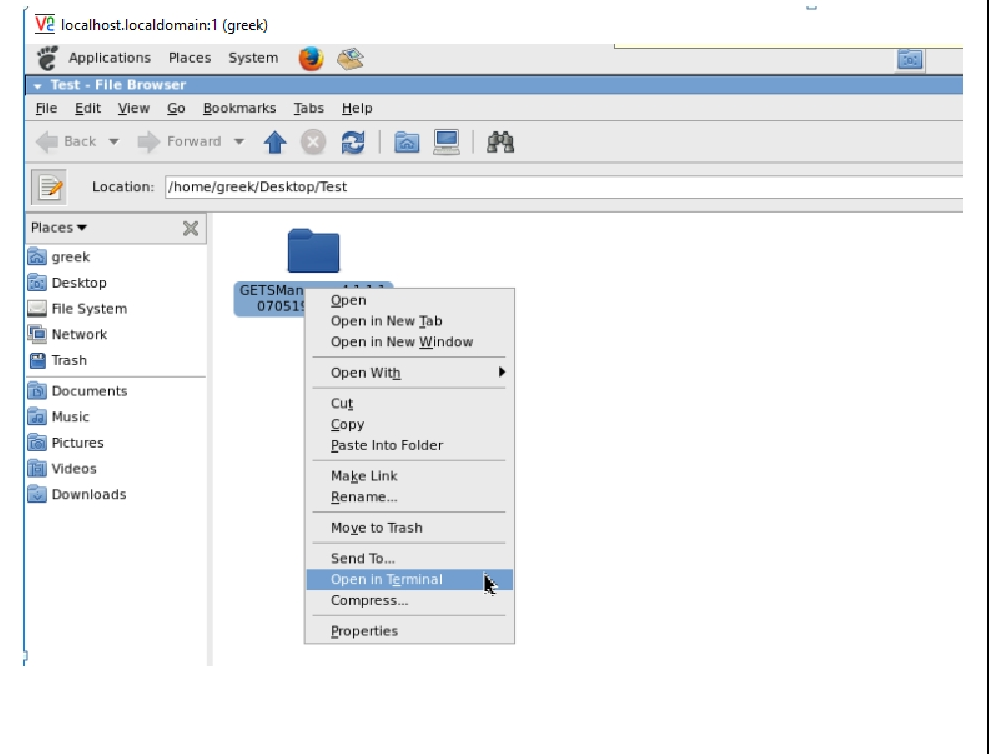 localhost.localdomain:1 (greek)
Applications Places System
Test - File Browser
File Edit View Go Bookmarks Tabs Help
Back Forward
Location: /home/greek/Desktop/Test
Places
greek
Desktop
File System
Network
Trash
Documents
Music
Pictures
Videos
Downloads
Open
Open in New Tab
Open in New Window
Open With
Cut
Copy
Paste Into Folder
Make Link
Rename...
Move to Trash
Send To...
Open in Terminal
Compress...
Properties